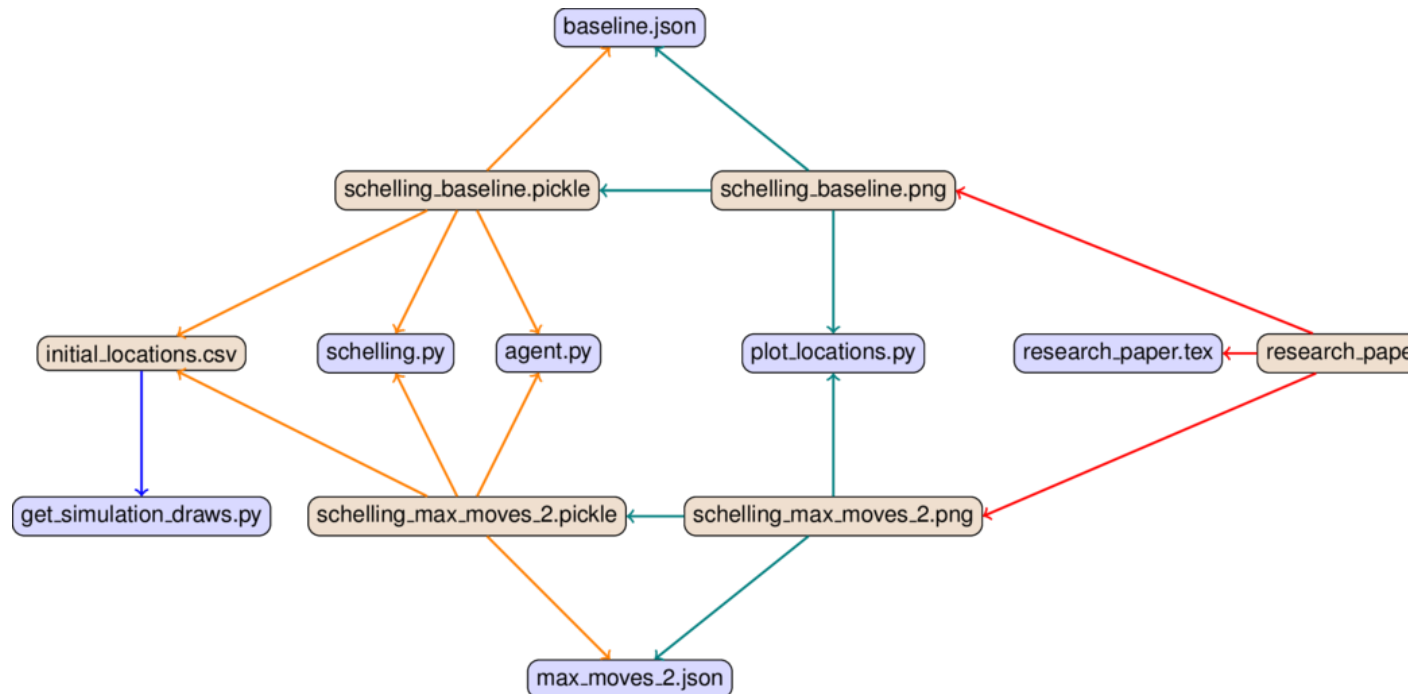 baseline.json
schelling_baseline.pickle
schelling_baseline.png
initial_locations.csv
schelling.py
agent.py
plot_locations.py
research_paper.tex
research_pape
get_simulation_draws.py
schelling_max_moves_2.pickle
schelling_max_moves_2.png
max_moves_2.json